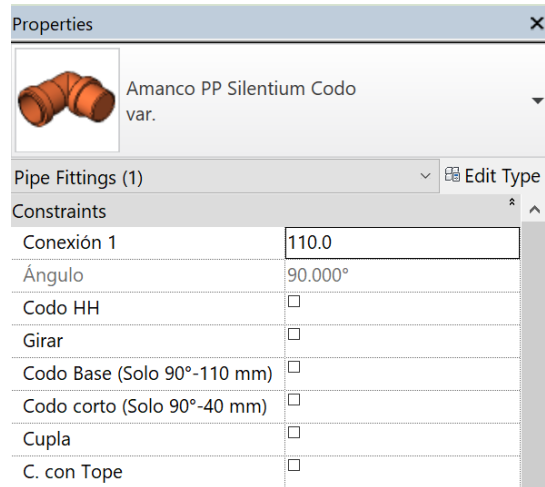 Properties
Amanco PP Silentium Codo
var.
Pipe Fittings (1)
Edit Type
Constraints
Conexión 1 110.0
Ángulo 90.000°
Codo HH
Girar
Codo Base (Solo 90°-110 mm)
Codo corto (Solo 90°-40 mm)
Cupla
C. con Tope